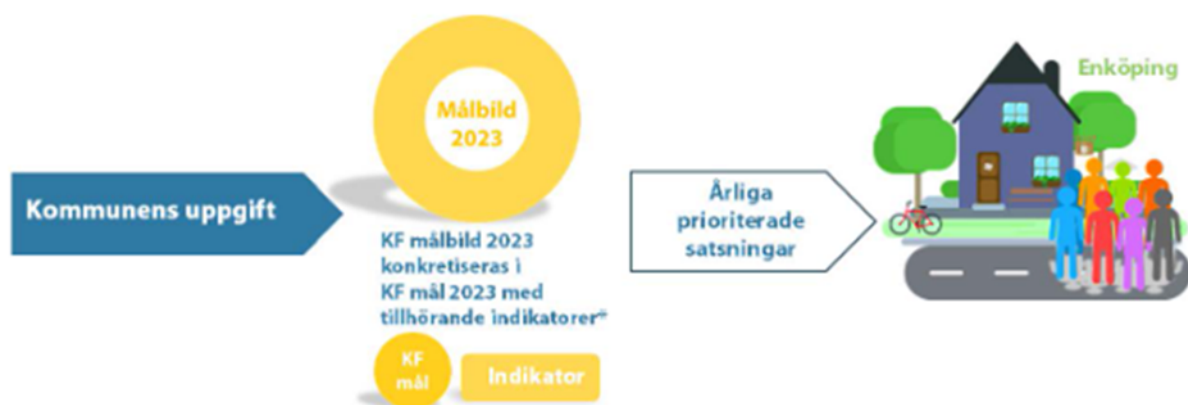 Kommunens uppgift
Målbild
2023
KF målbild 2023
konkretiseras i
KF mål 2023 med
tillhörande indikatorer*
KF
mål
Indikator
Årliga
prioriterade
satsningar
Enköping